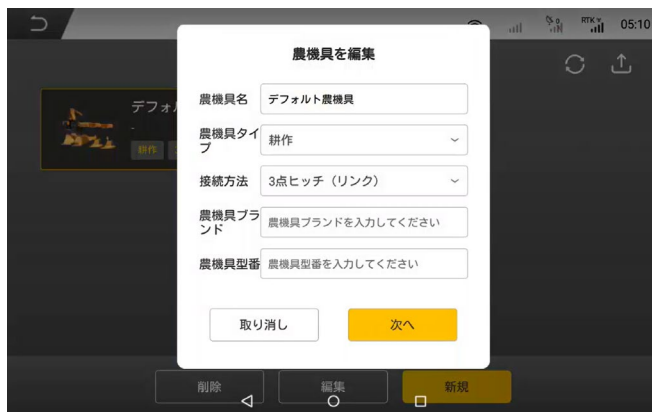 RTK
05:10
農機具を編集
農機具名
デフォルト農機具
デフォル
農機具タイ
プ
耕作
-
耕作
接続方法
3点ヒッチ（リンク）
農機具ブラ
ンド
農機具ブランドを入力してください
農機具型番
農機具型番を入力してください
取り消し
次へ
削除
編集
新規